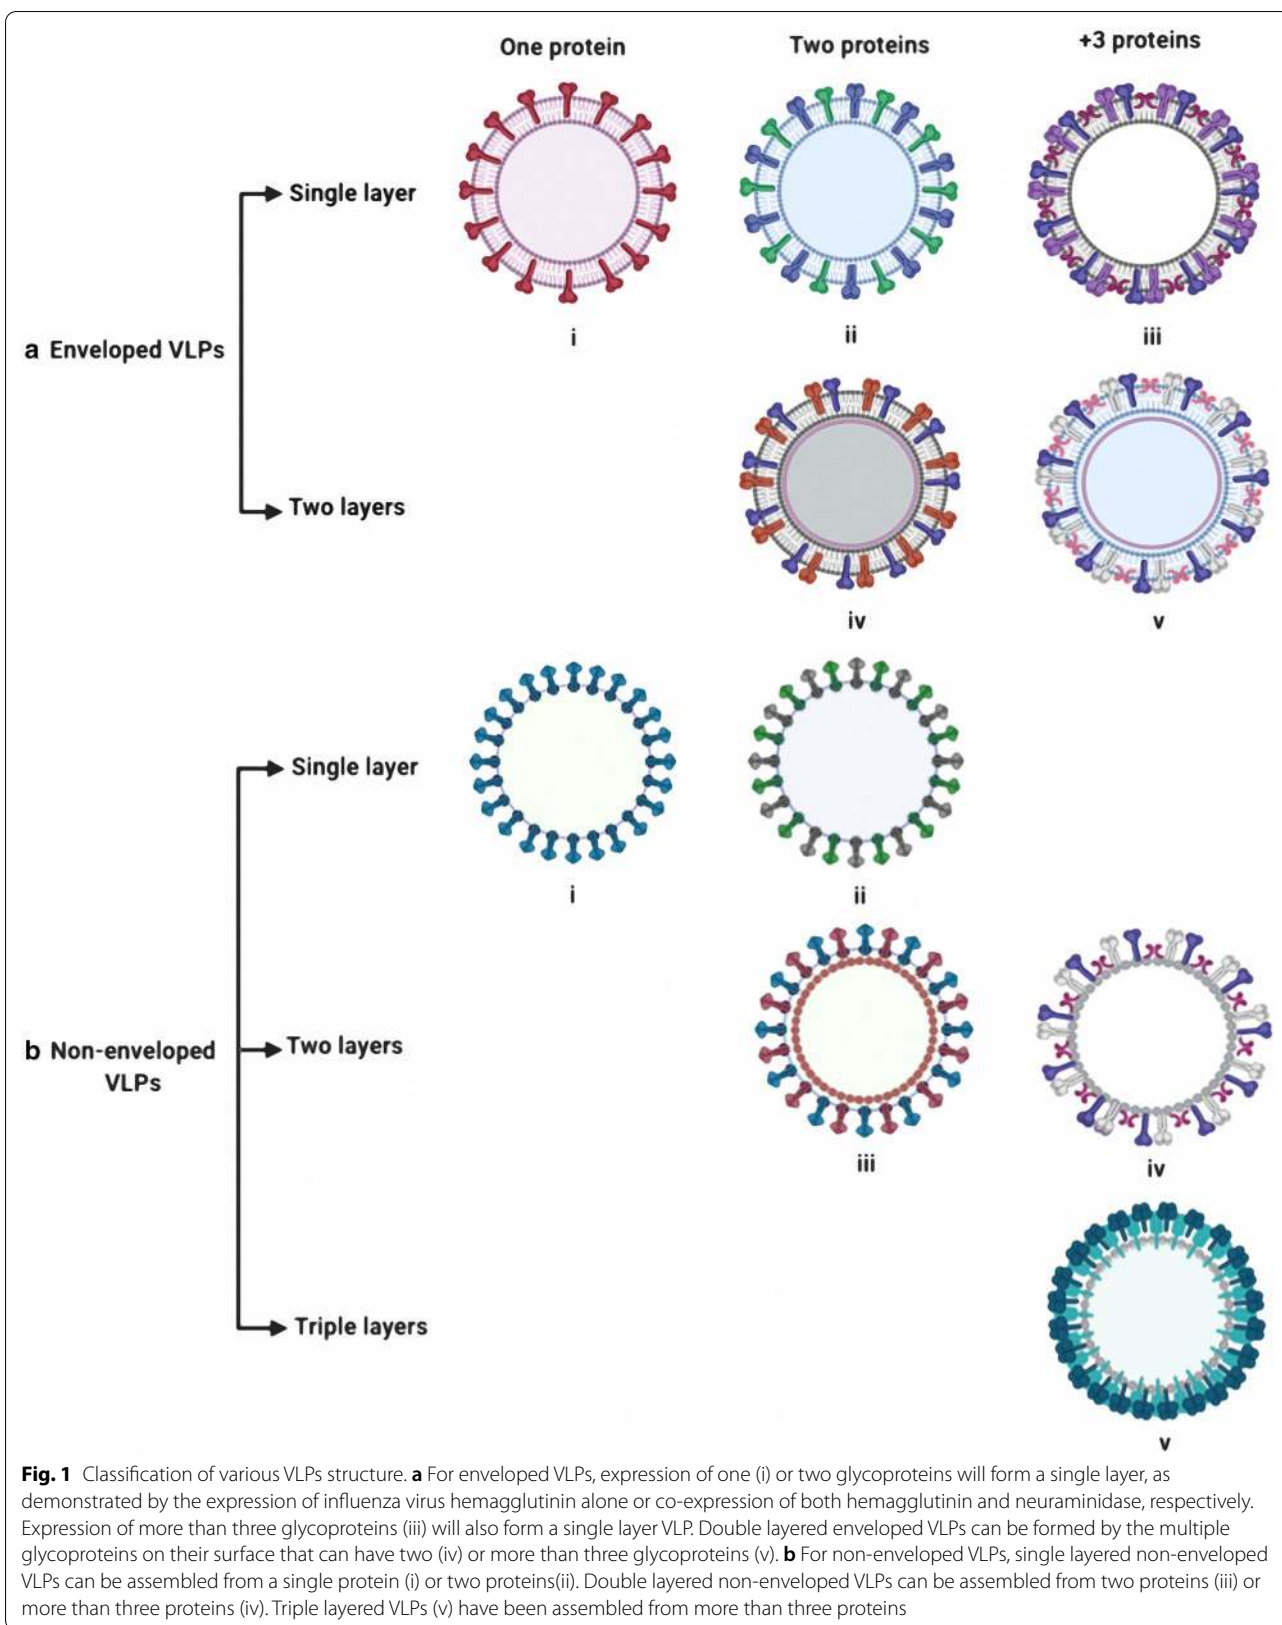 One protein
Two proteins
+3 proteins
Single layer
i
ii
iii
a Enveloped VLPs
Two layers
iv
v
Single layer
i
ii
b Non-enveloped
VLPs
Two layers
iii
iv
Triple layers
v
Fig. 1 Classification of various VLPs structure. a For enveloped VLPs, expression of one (i) or two glycoproteins will form a single layer, as
demonstrated by the expression of influenza virus hemagglutinin alone or co-expression of both hemagglutinin and neuraminidase, respectively.
Expression of more than three glycoproteins (iii) will also form a single layer VLP. Double layered enveloped VLPs can be formed by the multiple
glycoproteins on their surface that can have two (iv) or more than three glycoproteins (v). b For non-enveloped VLPs, single layered non-enveloped
VLPs can be assembled from a single protein (i) or two proteins(ii). Double layered non-enveloped VLPs can be assembled from two proteins (iii) or
more than three proteins (iv). Triple layered VLPs (v) have been assembled from more than three proteins